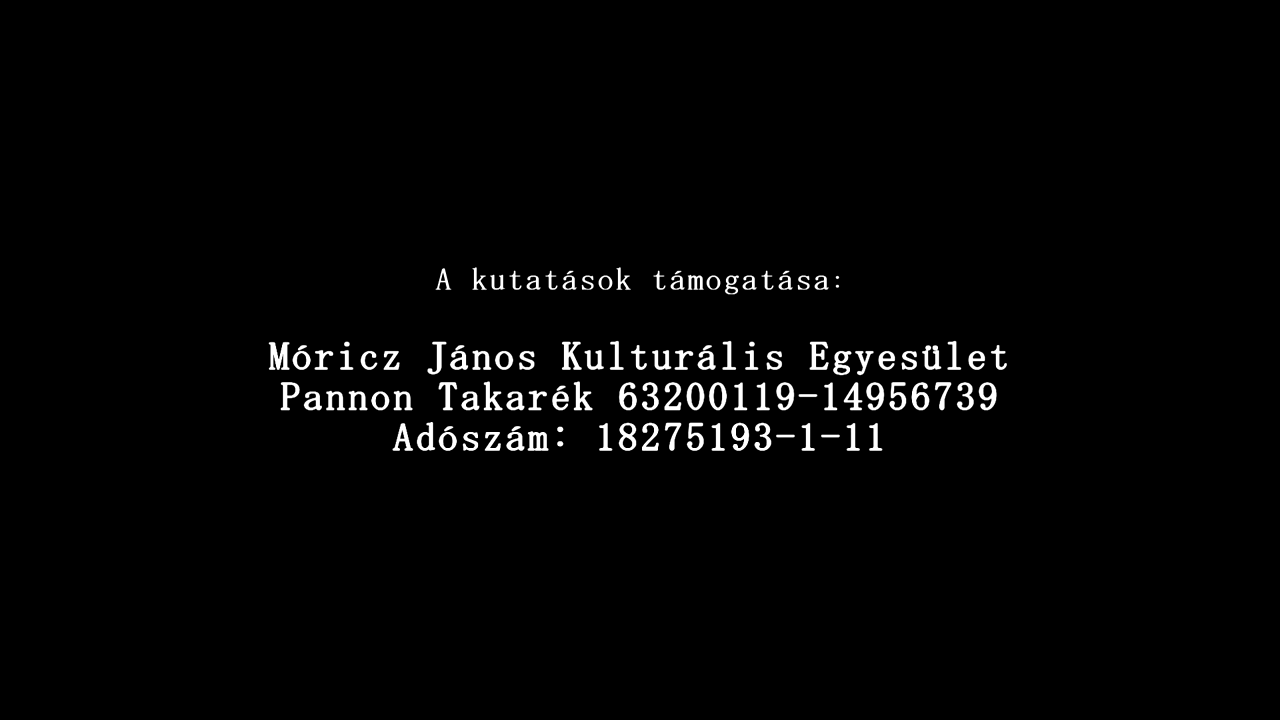 A kutatások támogatása:
Móricz János Kulturális Egyesület
Pannon Takarék 63200119-14956739
Adószám: 18275193-1-11